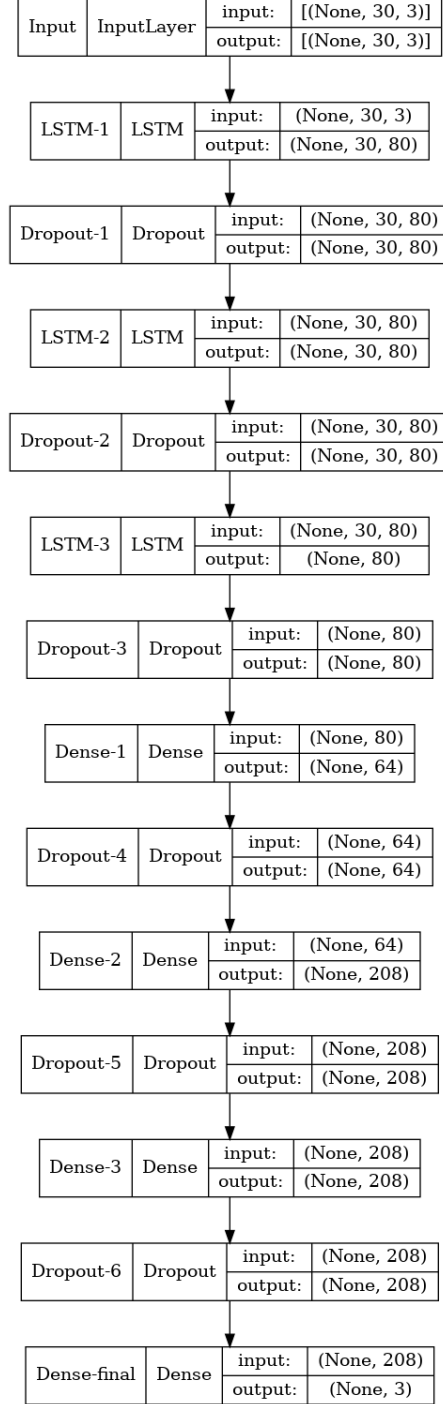 Input InputLayer input: [(None, 30, 3)]
output: [(None, 30, 3)]
LSTM-1 LSTM input: (None, 30, 3)
output: (None, 30, 80)
Dropout-1 Dropout input: (None, 30, 80)
output: (None, 30, 80)
LSTM-2 LSTM input: (None, 30, 80)
output: (None, 30, 80)
Dropout-2 Dropout input: (None, 30, 80)
output: (None, 30, 80)
LSTM-3 LSTM input: (None, 30, 80)
output: (None, 80)
Dropout-3 Dropout input: (None, 80)
output: (None, 80)
Dense-1 Dense input: (None, 80)
output: (None, 64)
Dropout-4 Dropout input: (None, 64)
output: (None, 64)
Dense-2 Dense input: (None, 64)
output: (None, 208)
Dropout-5 Dropout input: (None, 208)
output: (None, 208)
Dense-3 Dense input: (None, 208)
output: (None, 208)
Dropout-6 Dropout input: (None, 208)
output: (None, 208)
Dense-final Dense input: (None, 208)
output: (None, 3)